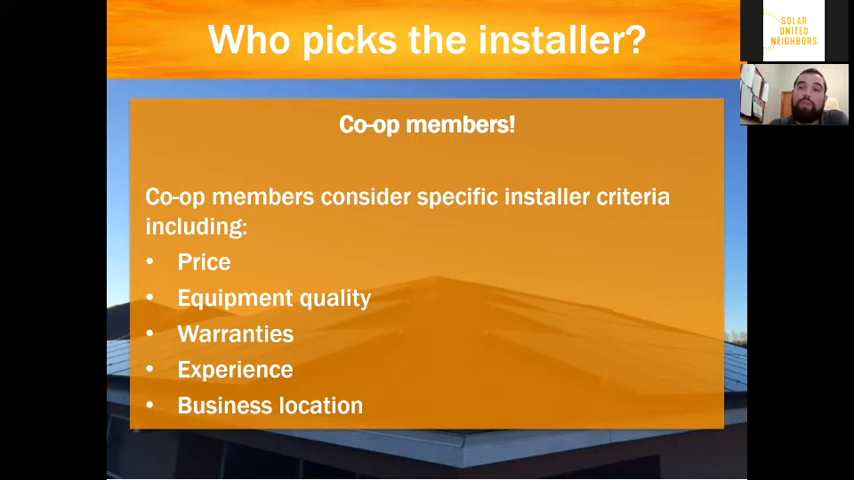 Who picks the installer?
SOLAR
UNITED
NEIGHBORS
Co-op members!
Co-op members consider specific installer criteria
including:
• Price
• Equipment quality
• Warranties
• Experience
• Business location